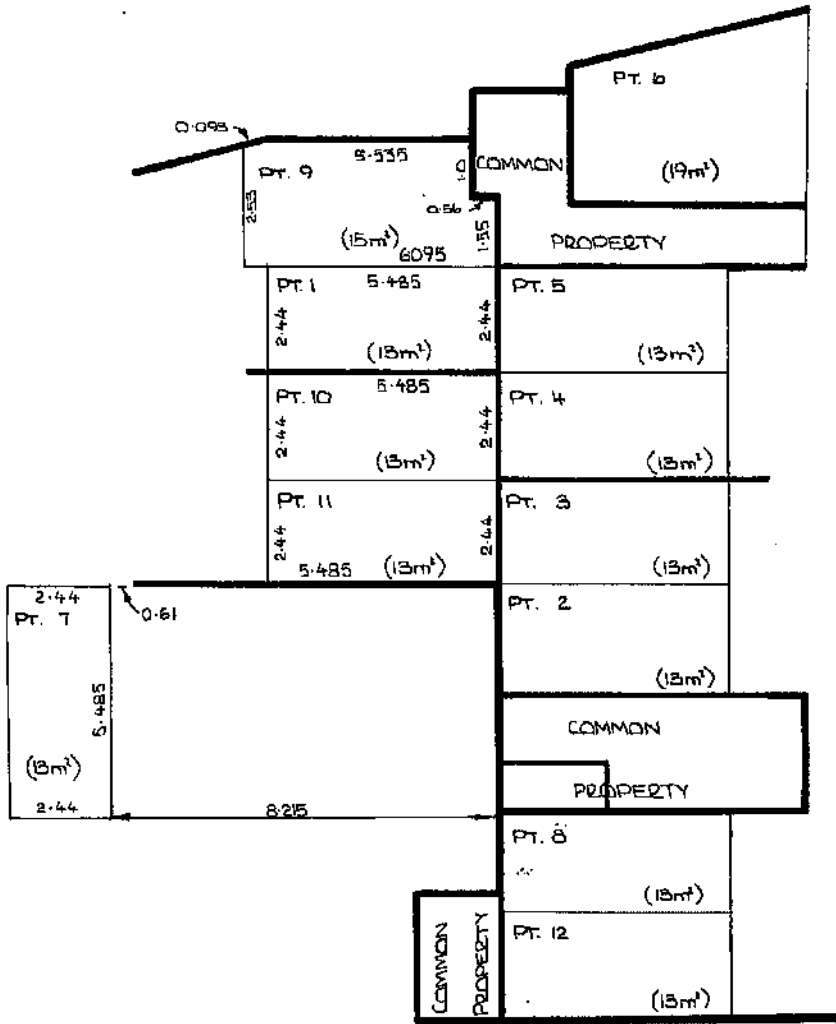 PT. 6
0.095
5.535
PT. 9
1.0
COMMON
(19m²)
2.53
0.56
(15m²)
1.55
PROPERTY
6095
PT. 1
5.485
PT. 5
2.44
2.44
(13m²)
(13m²)
5.485
PT. 10
PT. 4
2.44
2.44
(13m²)
(13m²)
PT. 11
PT. 3
2.44
2.44
5.485
(13m²)
(13m²)
2.44
0.61
PT. 7
PT. 2
5.485
(13m²)
COMMON
(13m²)
PROPERTY
2.44
8.215
PT. 8
(13m²)
COMMON
PROPERTY
PT. 12
(13m²)